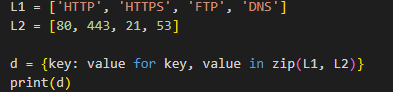 L1 = ['HTTP', 'HTTPS', 'FTP', 'DNS']
L2 = [80, 443, 21, 53]
d = {key: value for key, value in zip(L1, L2)}
print(d)